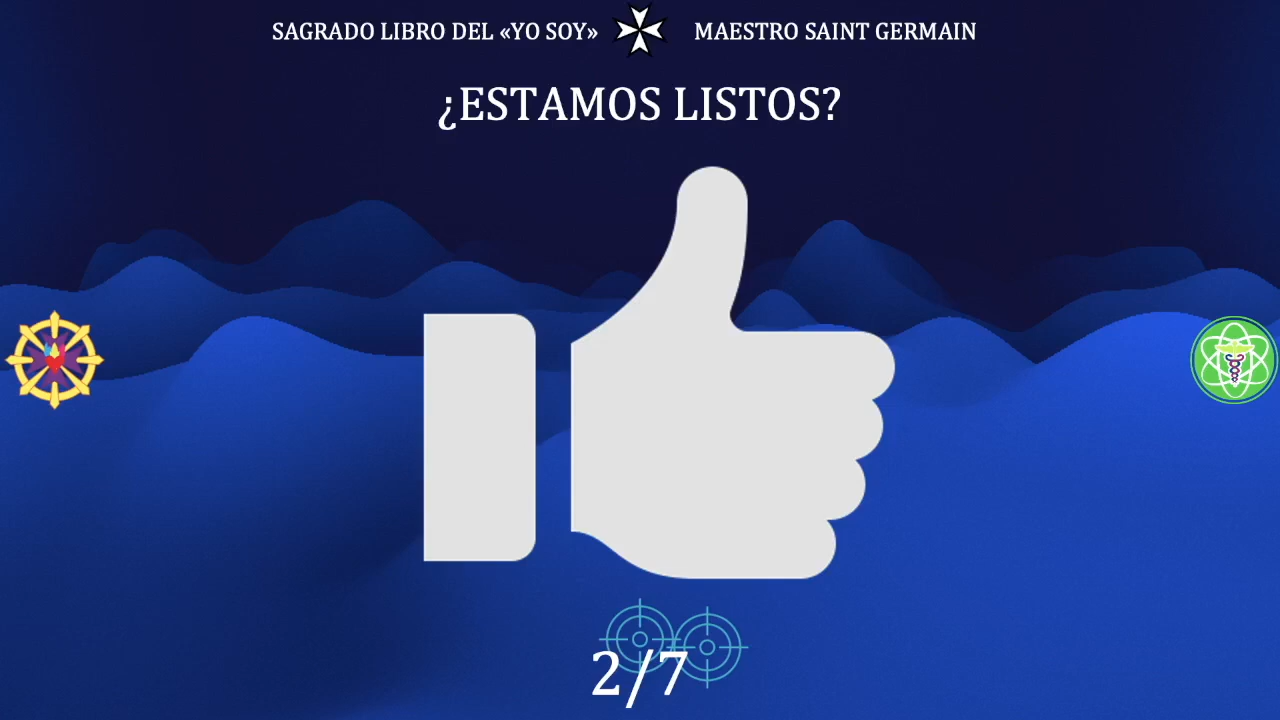 SAGRADO LIBRO DEL «YO SOY» MAESTRO SAINT GERMAIN
¿ESTAMOS LISTOS?
2/7